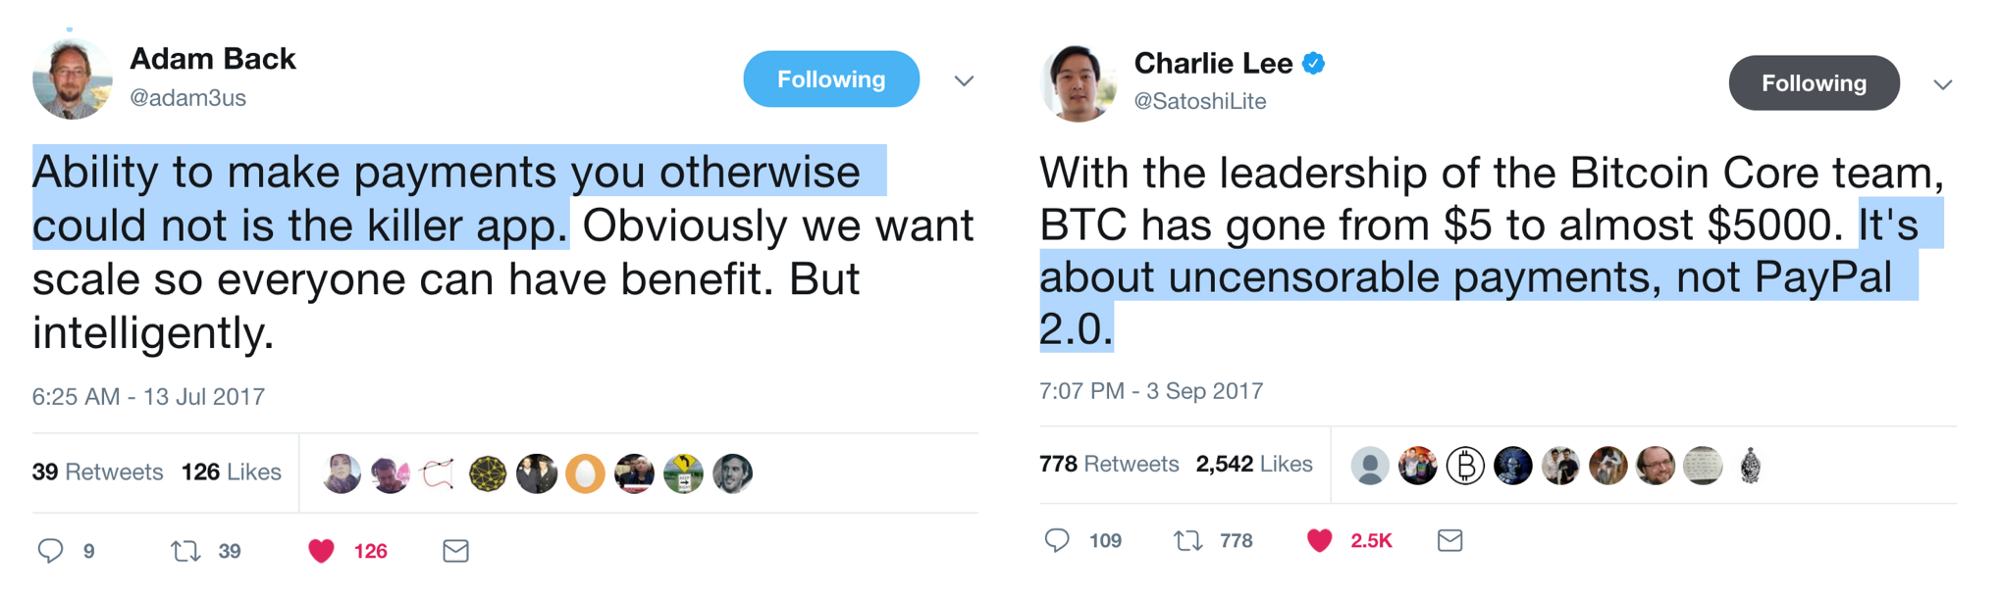 Adam Back
@adam3us
Following
Ability to make payments you otherwise
could not is the killer app. Obviously we want
scale so everyone can have benefit. But
intelligently.
6:25 AM - 13 Jul 2017
39 Retweets 126 Likes
9 39 126
Charlie Lee
@SatoshiLite
Following
With the leadership of the Bitcoin Core team,
BTC has gone from $5 to almost $5000. It's
about uncensorable payments, not PayPal
2.0.
7:07 PM - 3 Sep 2017
778 Retweets 2,542 Likes
109 778 2.5K